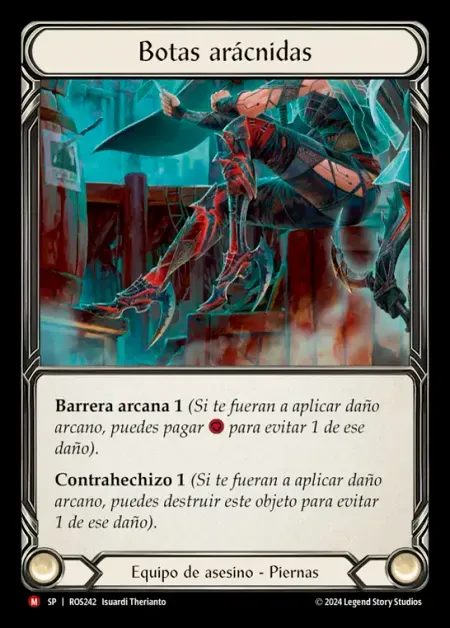 Botas arácnidas
Barrera arcana 1 (Si te fueran a aplicar daño
arcano, puedes pagar para evitar 1 de ese
daño).
Contrahechizo 1 (Si te fueran a aplicar daño
arcano, puedes destruir este objeto para evitar
1 de ese daño).
Equipo de asesino - Piernas
M SP | ROS242 Isuardi Therianto © 2024 Legend Story Studios